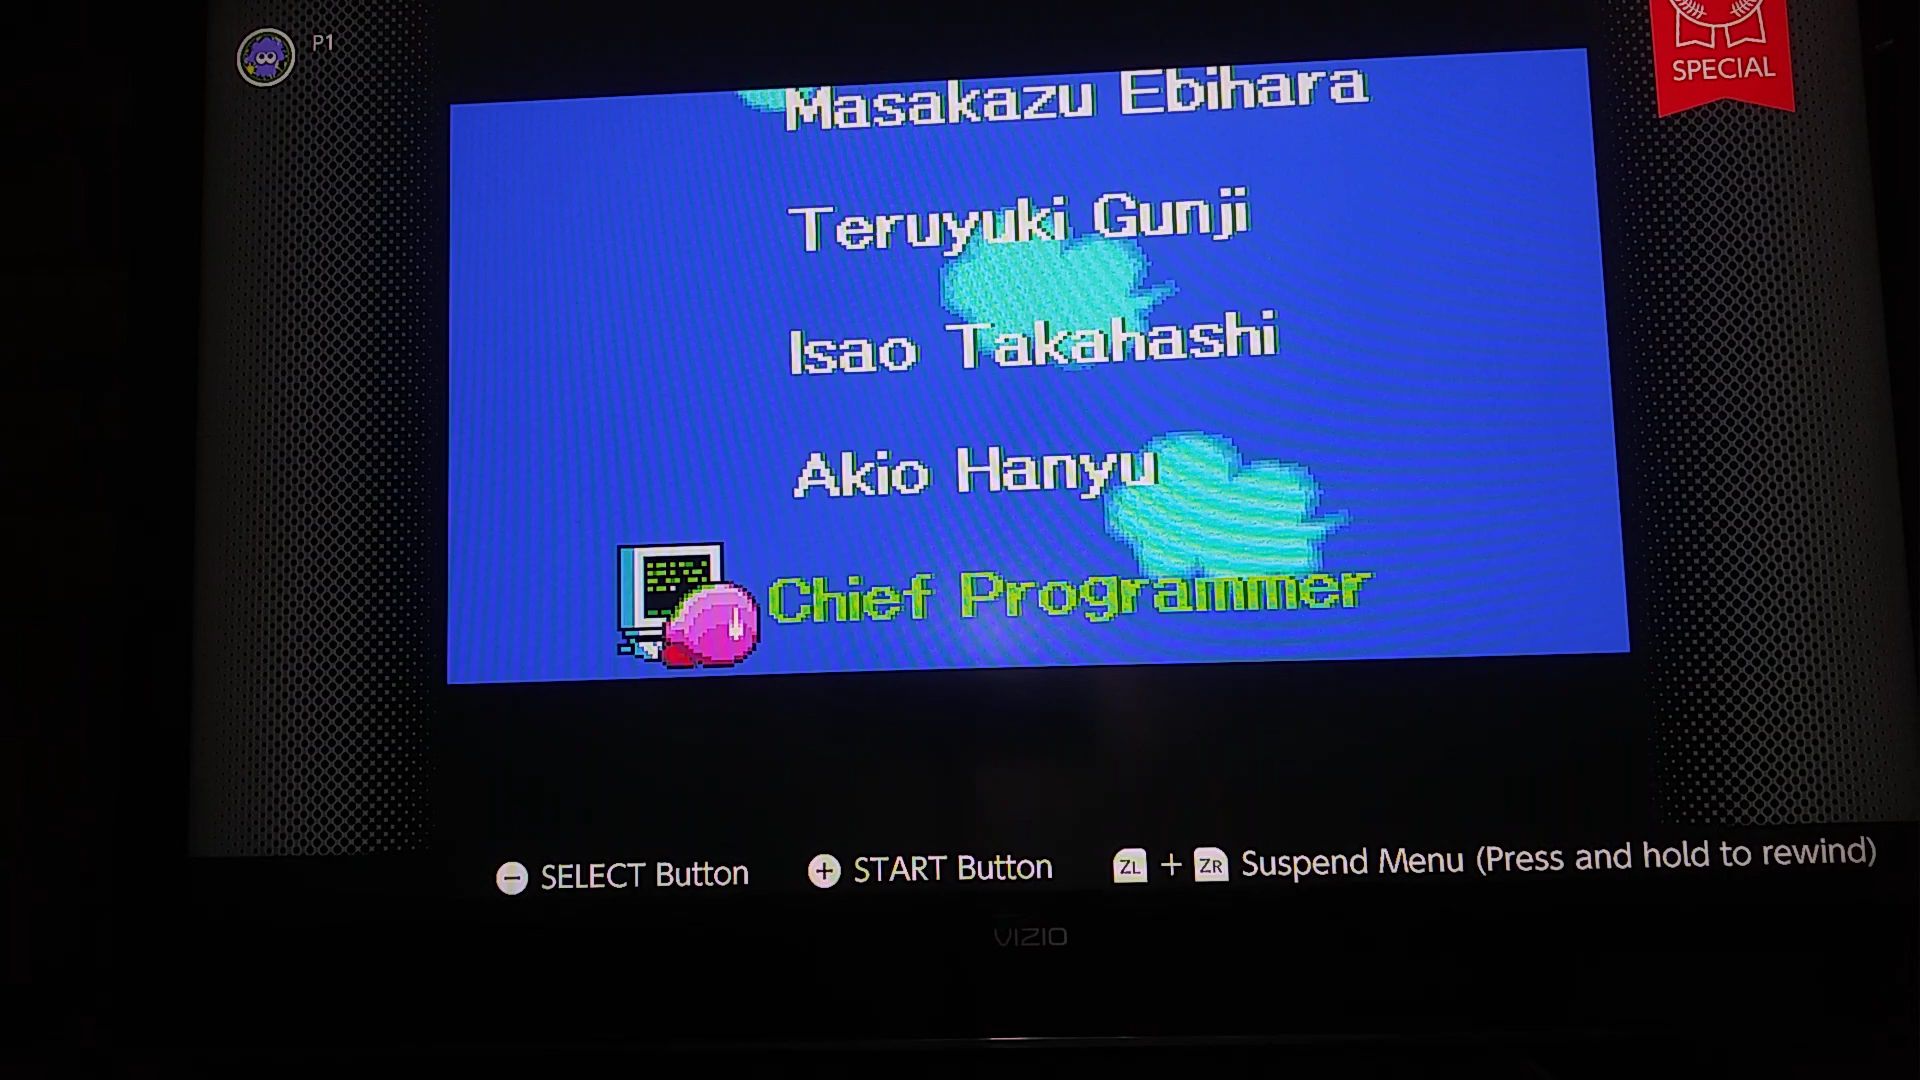 P1
SPECIAL
Masakazu Ebihara
Teruyuki Gunji
Isao Takahashi
Akio Hanyu
Chief Programmer
SELECT Button
START Button
ZL + ZR Suspend Menu (Press and hold to rewind)
VIZIO